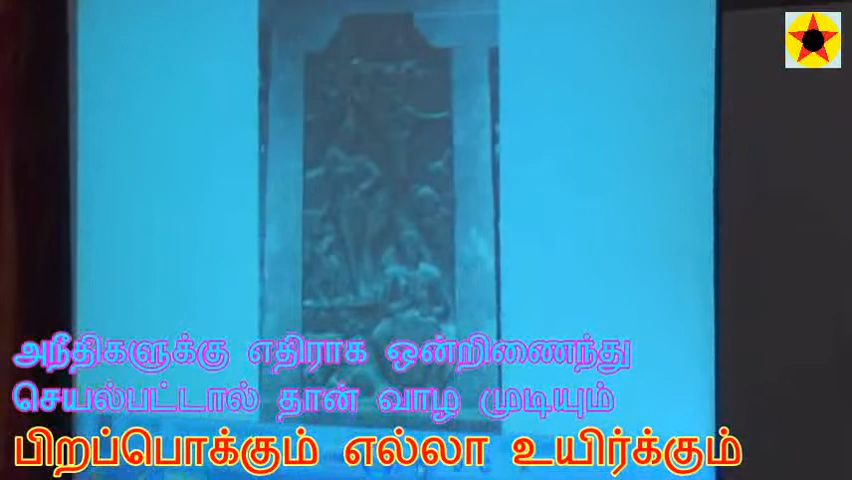 அநீதிகளுக்கு எதிராக ஒன்றிணைந்து
செயல்பட்டால் தான் வாழ முடியும்
பிறப்பொக்கும் எல்லா உயிர்க்கும்